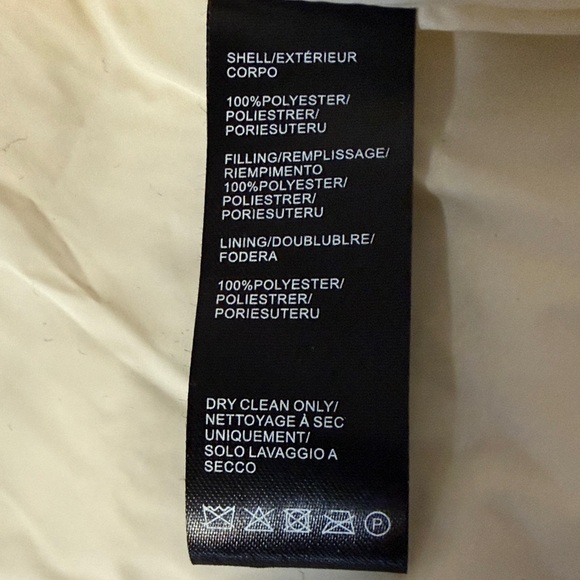 SHELL/EXTÉRIEUR
CORPO
100%POLYESTER/
POLIESTRER/
PORIESUTERU
FILLING/REMPLISSAGE/
RIEMPIMENTO
100%POLYESTER/
POLIESTRER/
PORIESUTERU
LINING/DOUBLUBLRE/
FODERA
100%POLYESTER/
POLIESTRER/
PORIESUTERU
DRY CLEAN ONLY/
NETTOYAGE À SEC
UNIQUEMENT/
SOLO LAVAGGIO A
SECCO
P